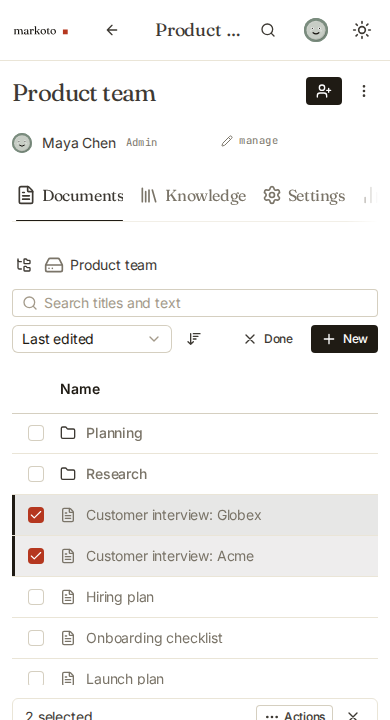 markoto
Product ...
Product team
Maya Chen Admin manage
Documents Knowledge Settings
Product team
Search titles and text
Last edited Done New
Name
Planning
Research
Customer interview: Globex
Customer interview: Acme
Hiring plan
Onboarding checklist
Launch plan
2 selected Actions